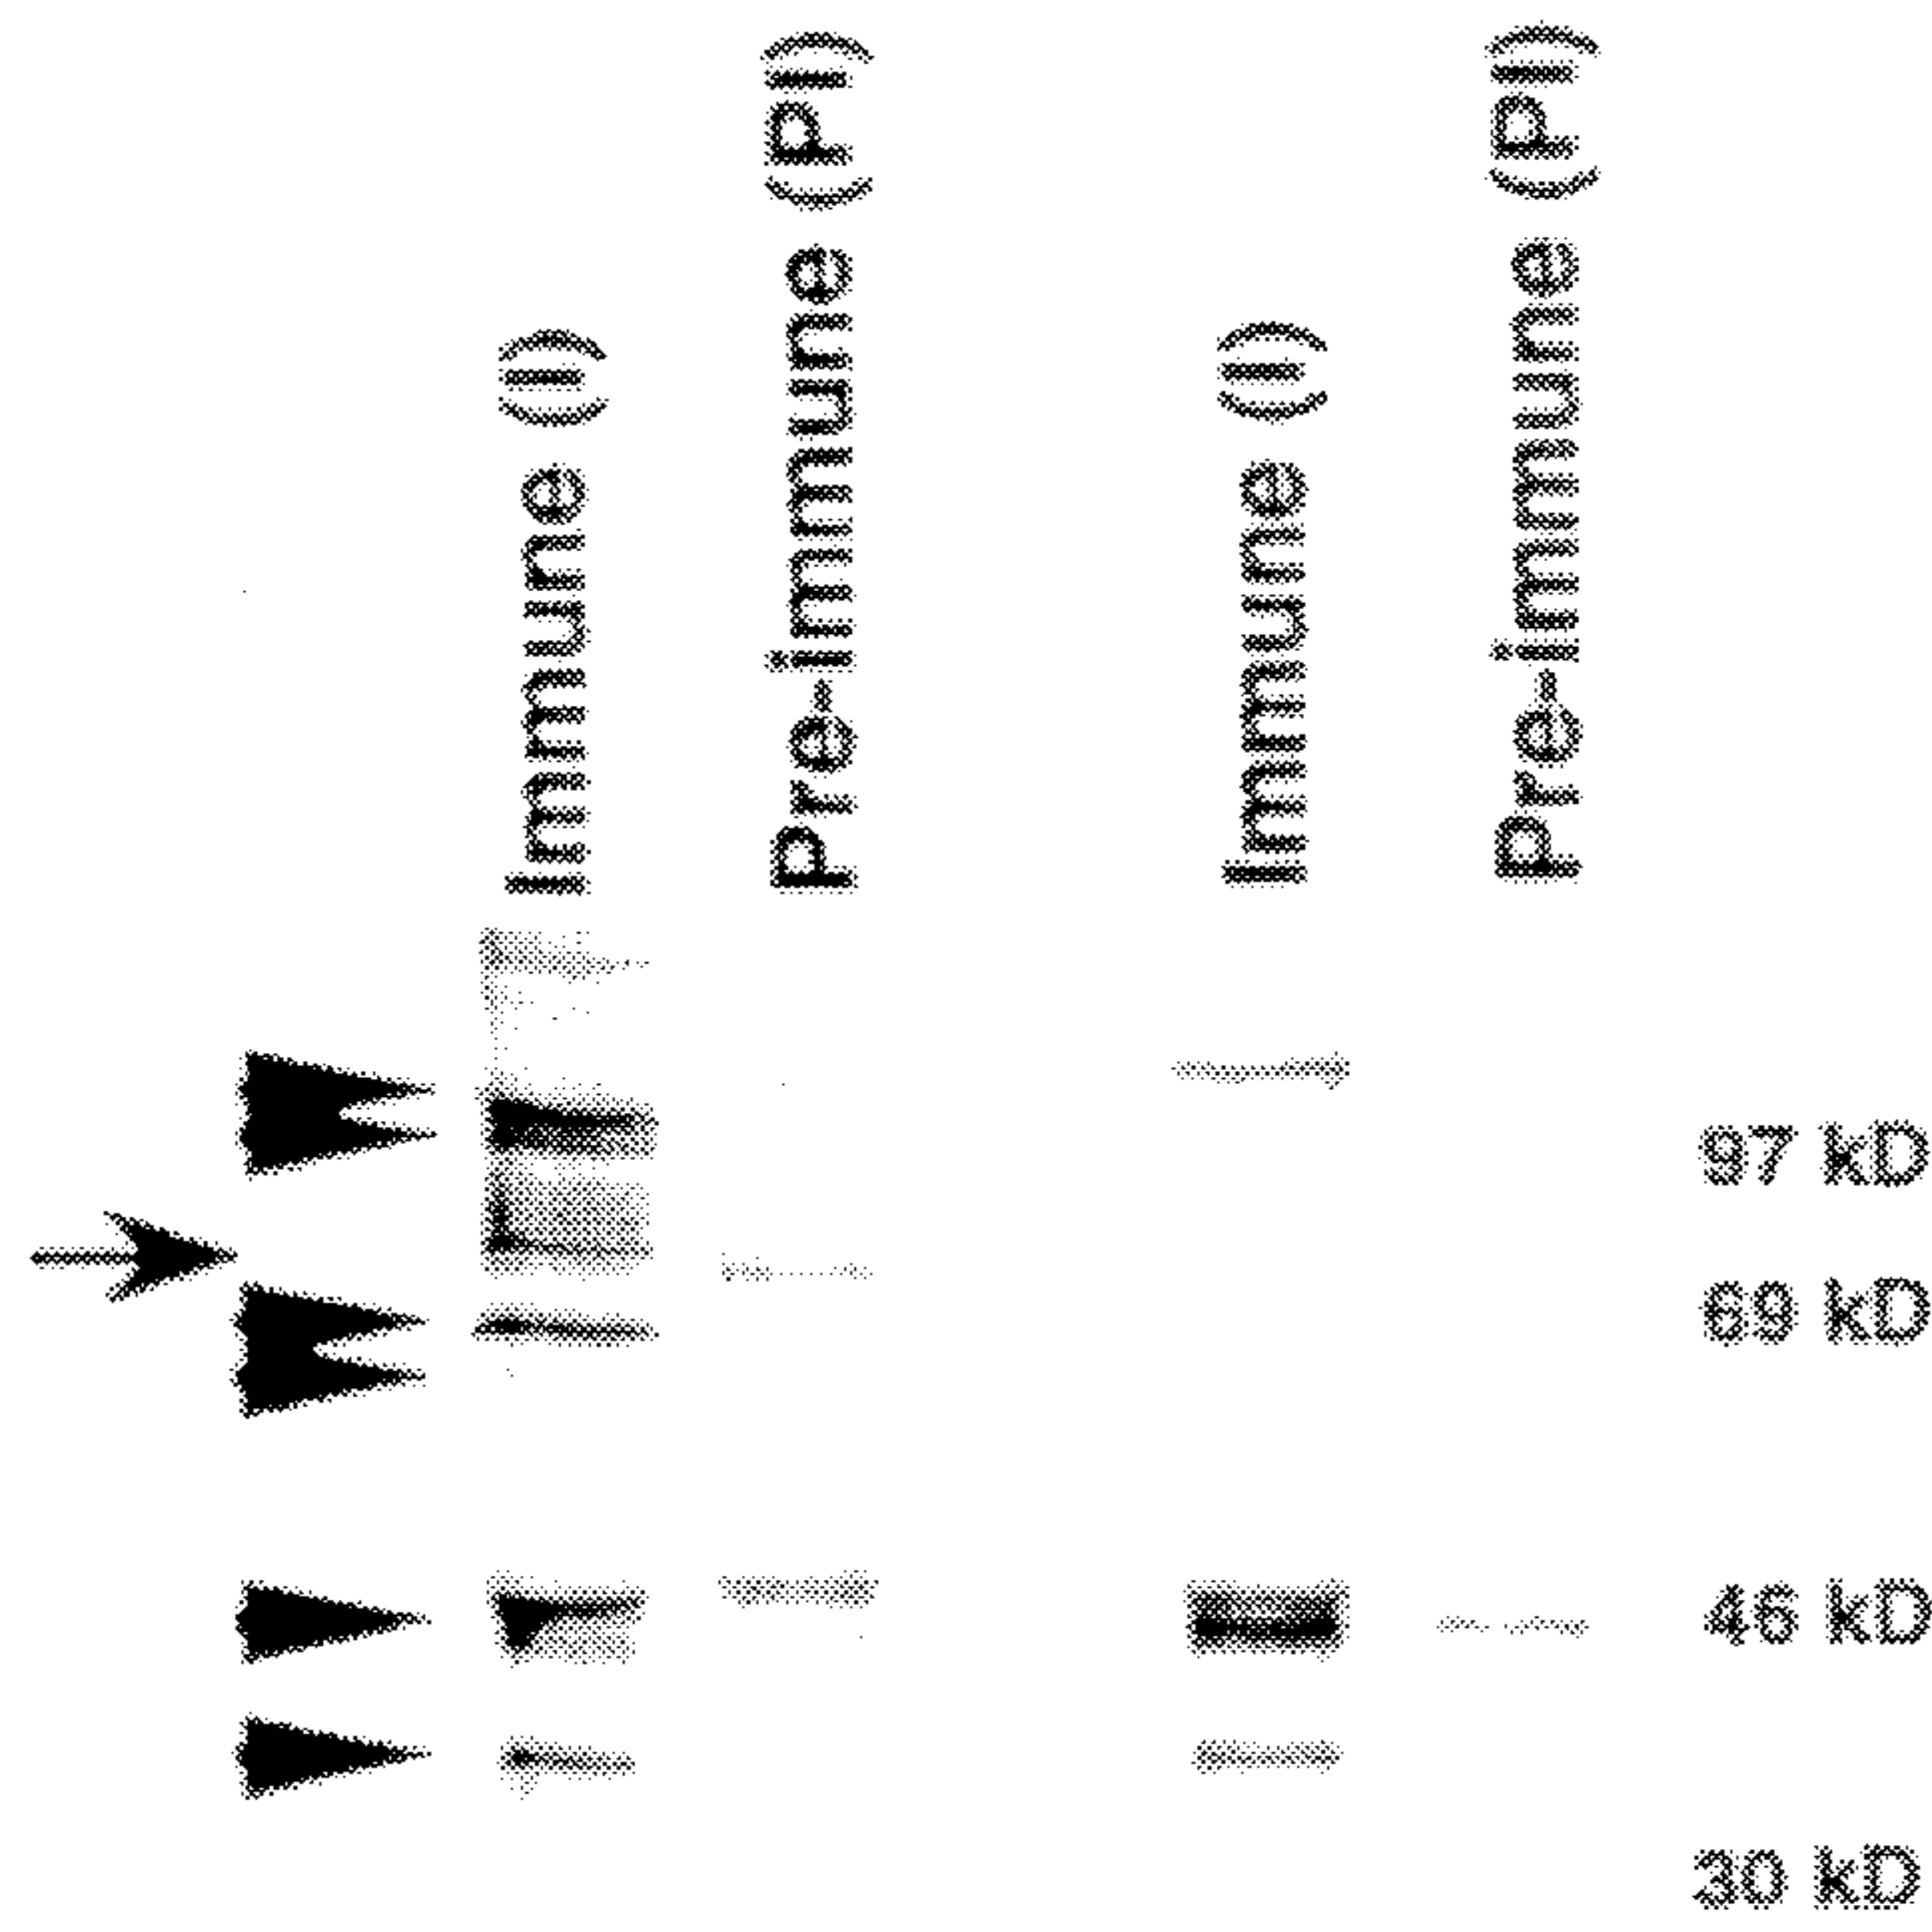 Immune (I)
Pre-immune (PI)
Immune (I)
Pre-immune (PI)
97 kD
69 kD
46 kD
30 kD